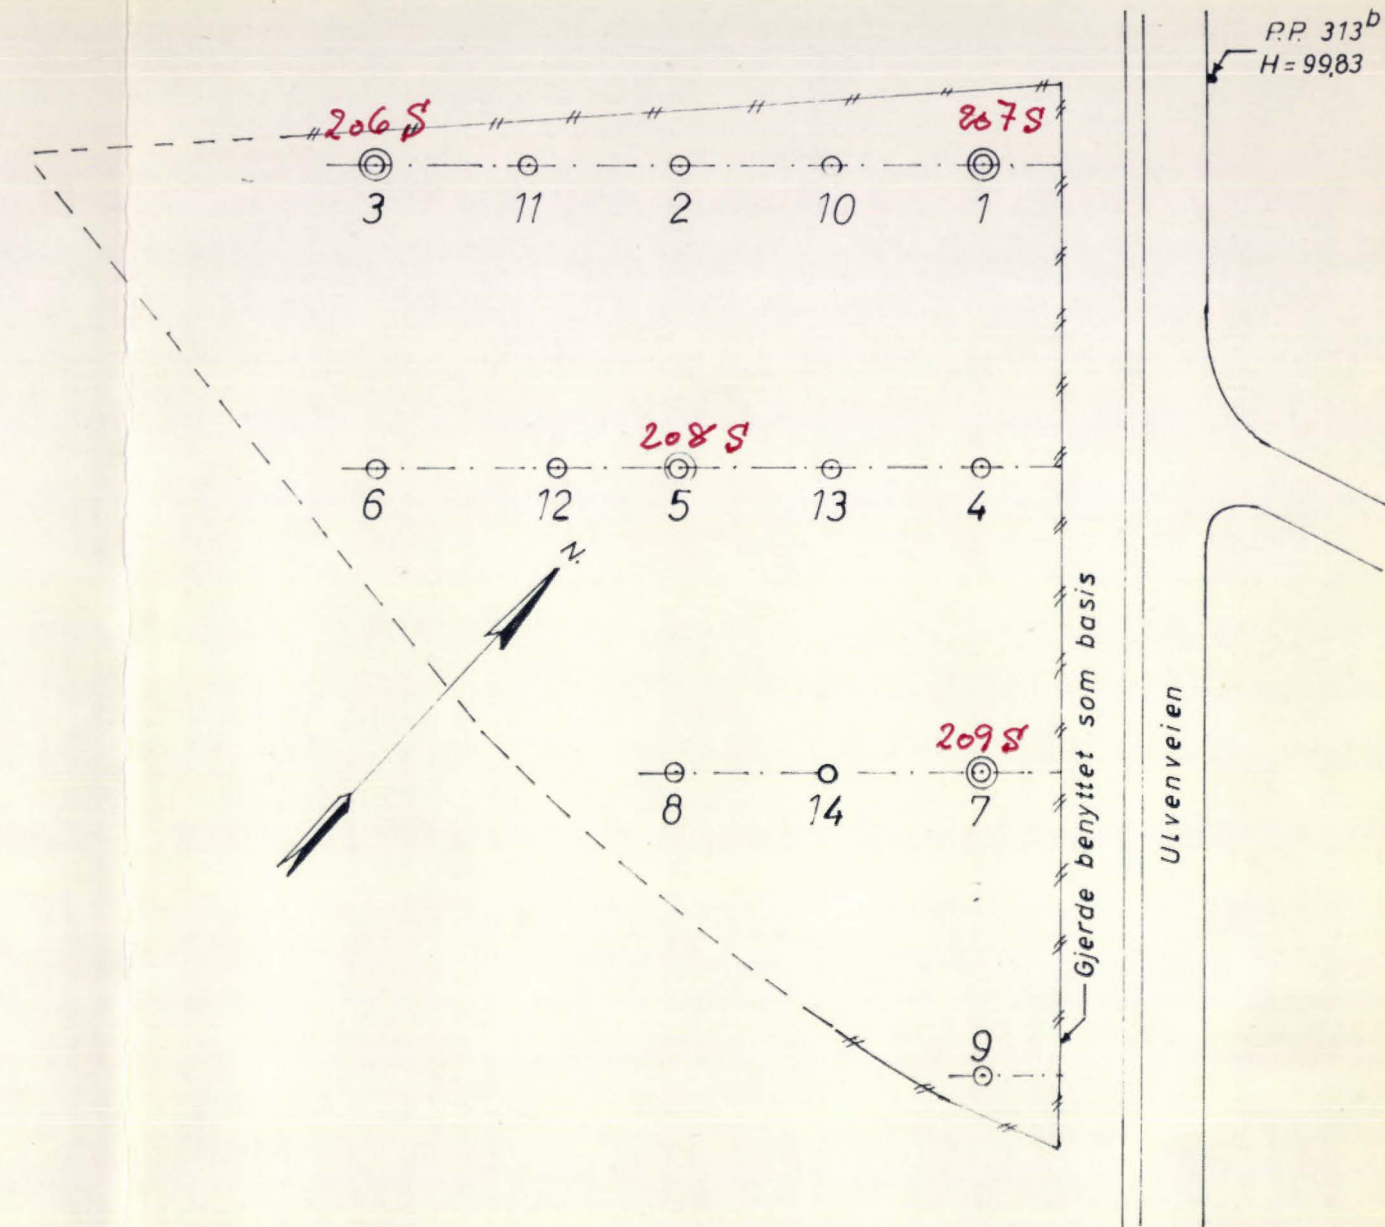 P.P. 313b
H = 99,83
206 S
207 S
3
11
2
10
1
208 S
6
12
5
13
4
N.
209 S
8
14
7
9
Gjerde benyttet som basis
Ulvenveien